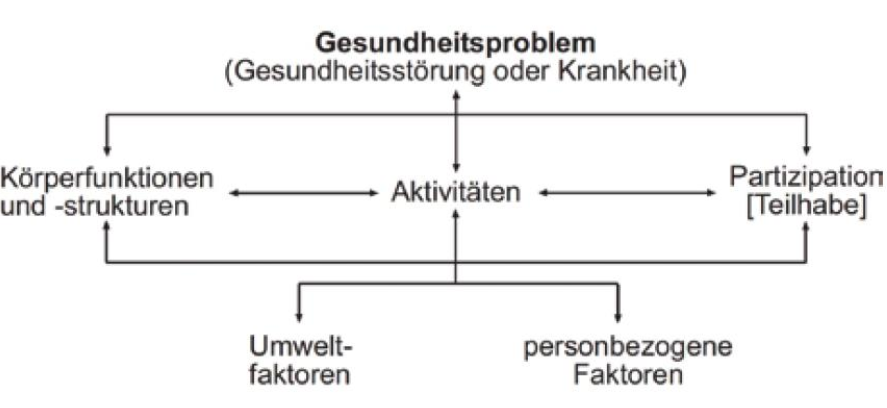 Gesundheitsproblem
(Gesundheitsstörung oder Krankheit)
Körperfunktionen
und -strukturen
Aktivitäten
Partizipation
[Teilhabe]
Umwelt-
faktoren
personbezogene
Faktoren